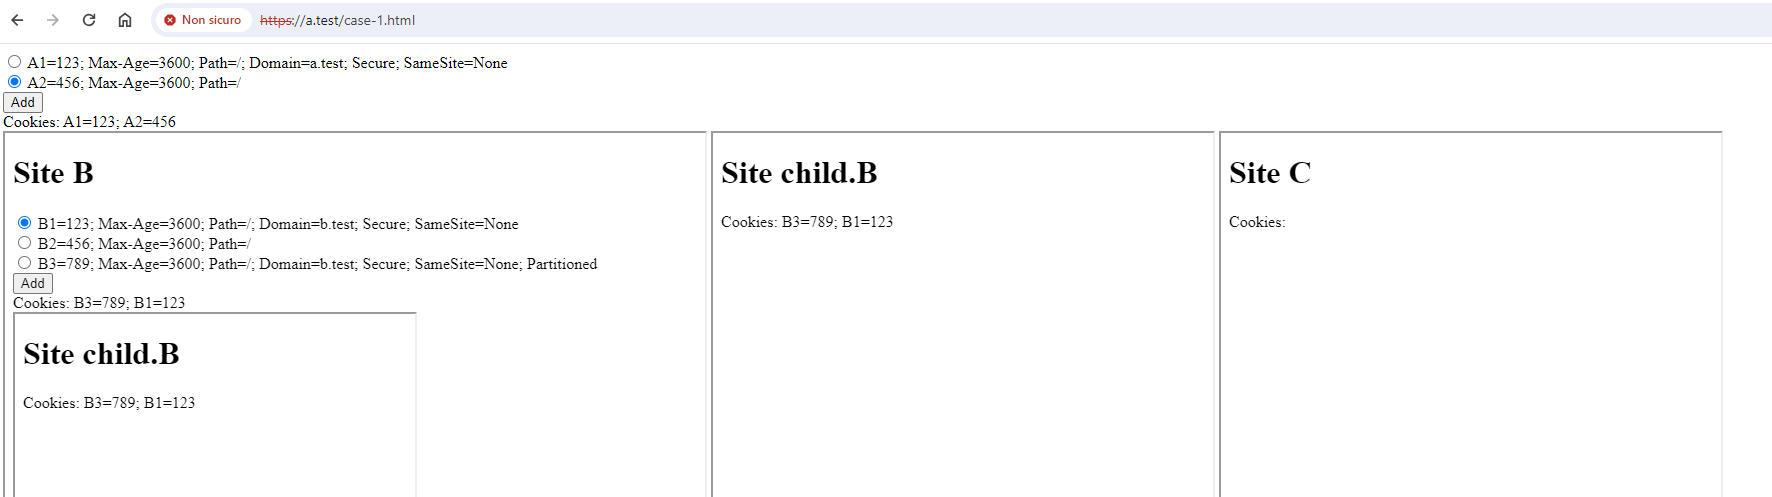 Non sicuro https://a.test/case-1.html
A1=123; Max-Age=3600; Path=/; Domain=a.test; Secure; SameSite=None
A2=456; Max-Age=3600; Path=/
Add
Cookies: A1=123; A2=456
Site B
B1=123; Max-Age=3600; Path=/; Domain=b.test; Secure; SameSite=None
B2=456; Max-Age=3600; Path=/
B3=789; Max-Age=3600; Path=/; Domain=b.test; Secure; SameSite=None; Partitioned
Add
Cookies: B3=789; B1=123
Site child.B
Cookies: B3=789; B1=123
Site child.B
Cookies: B3=789; B1=123
Site C
Cookies: